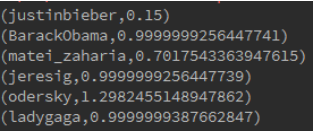 (justinbieber,0.15)
(BarackObama,0.9999999256447741)
(matei_zaharia,0.7017543363947615)
(jeresig,0.9999999256447739)
(odersky,1.2982455148947862)
(ladygaga,0.9999999387662847)